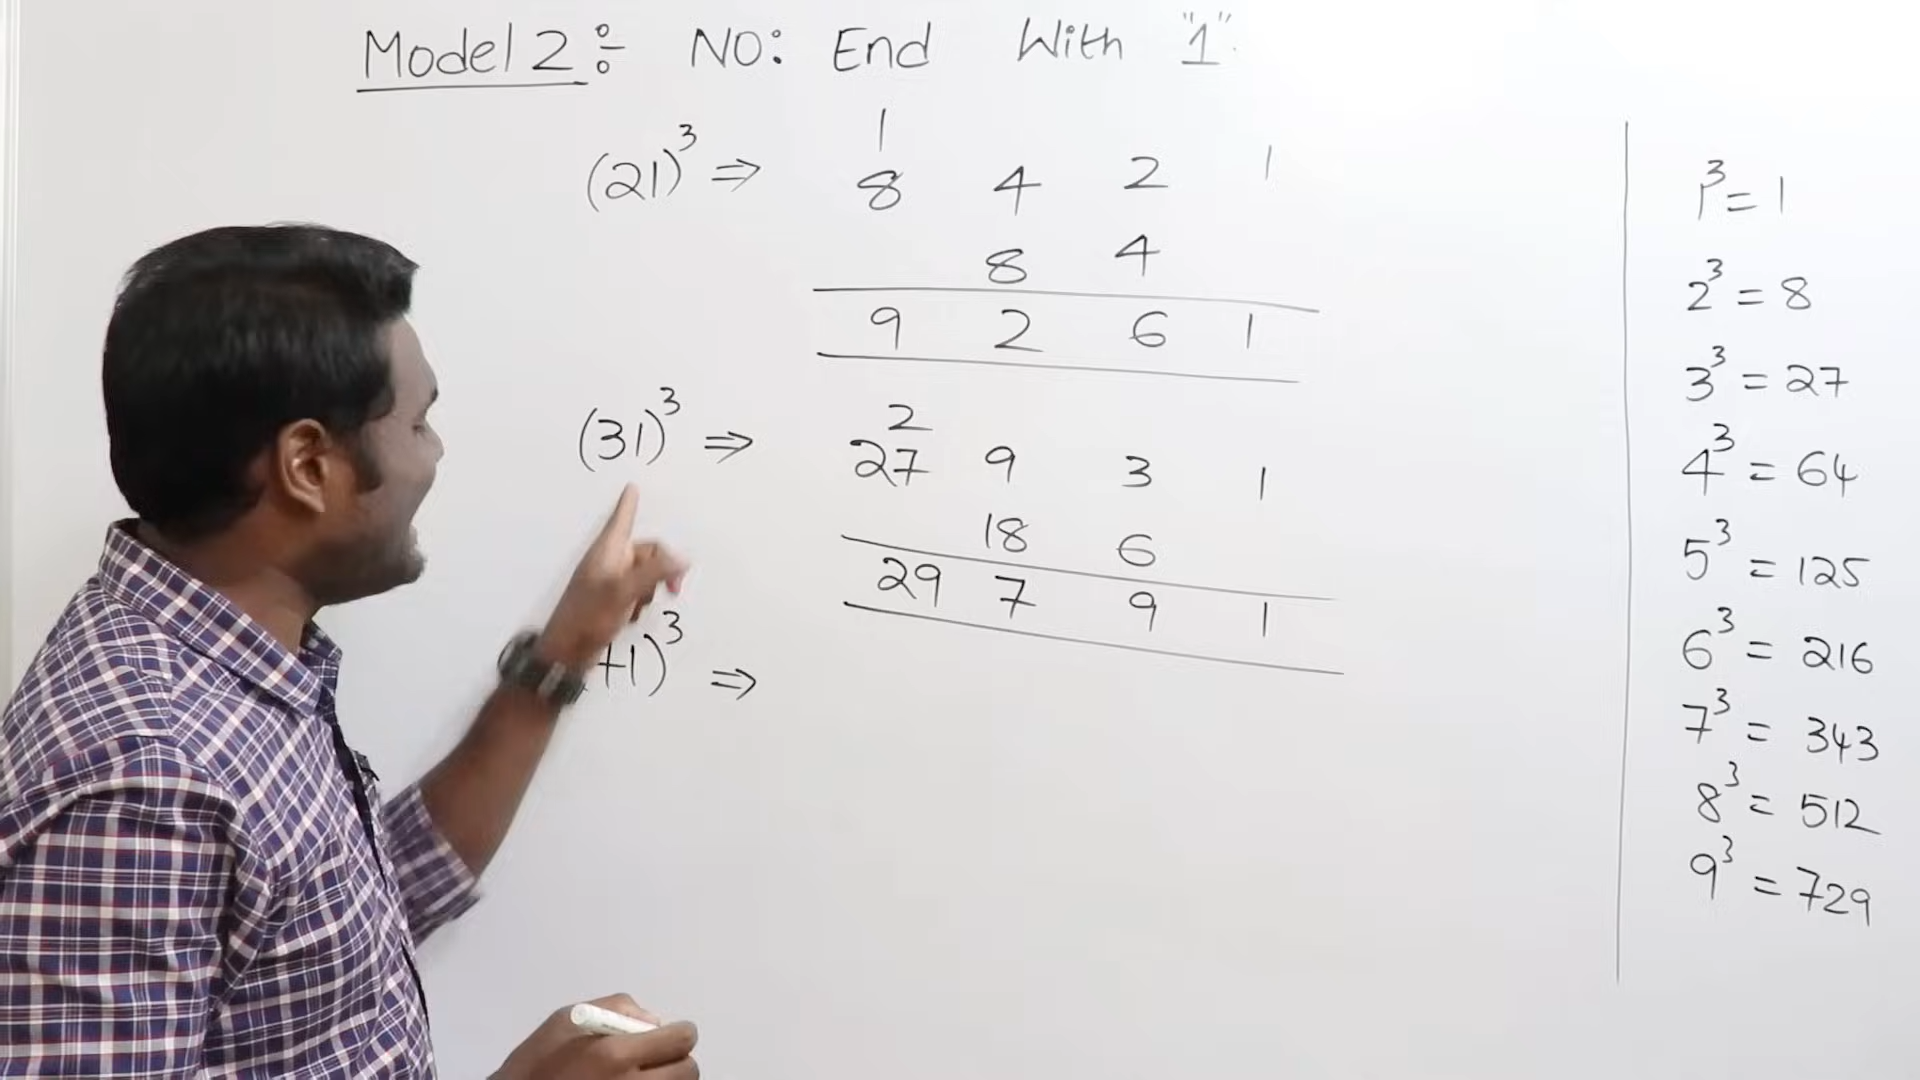 Model 2 :- NO: End With "1".
(21)³ ⇒ 8 4 2 1
1
8 4
9 2 6 1
(31)³ ⇒ 27 9 3 1
2
18 6
29 7 9 1
1)³ ⇒
1³ = 1
2³ = 8
3³ = 27
4³ = 64
5³ = 125
6³ = 216
7³ = 343
8³ = 512
9³ = 729